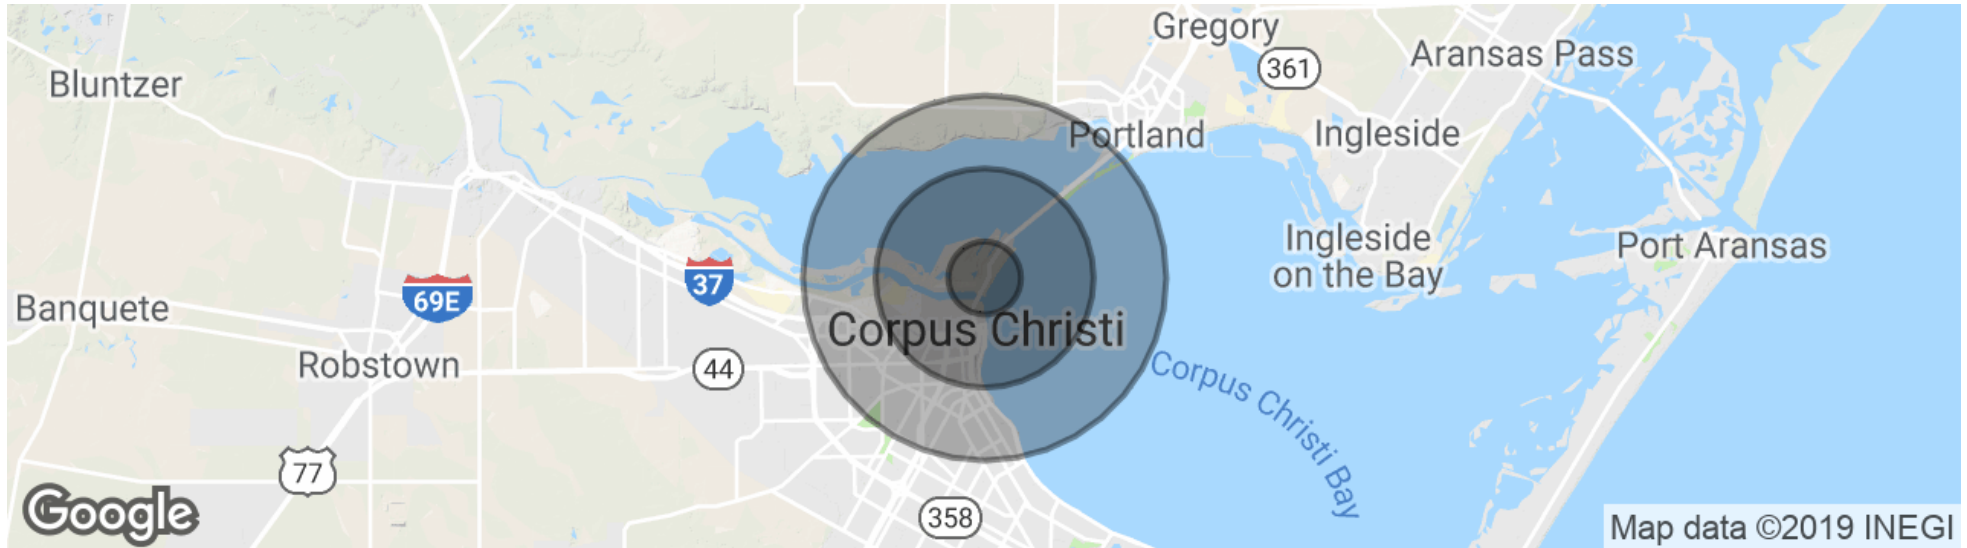 Gregory
361
Aransas Pass
Bluntzer
Portland
Ingleside
Ingleside
on the Bay
Port Aransas
37
69E
Banquete
Corpus Christi
Robstown
44
Corpus Christi Bay
77
Google
358
Map data ©2019 INEGI